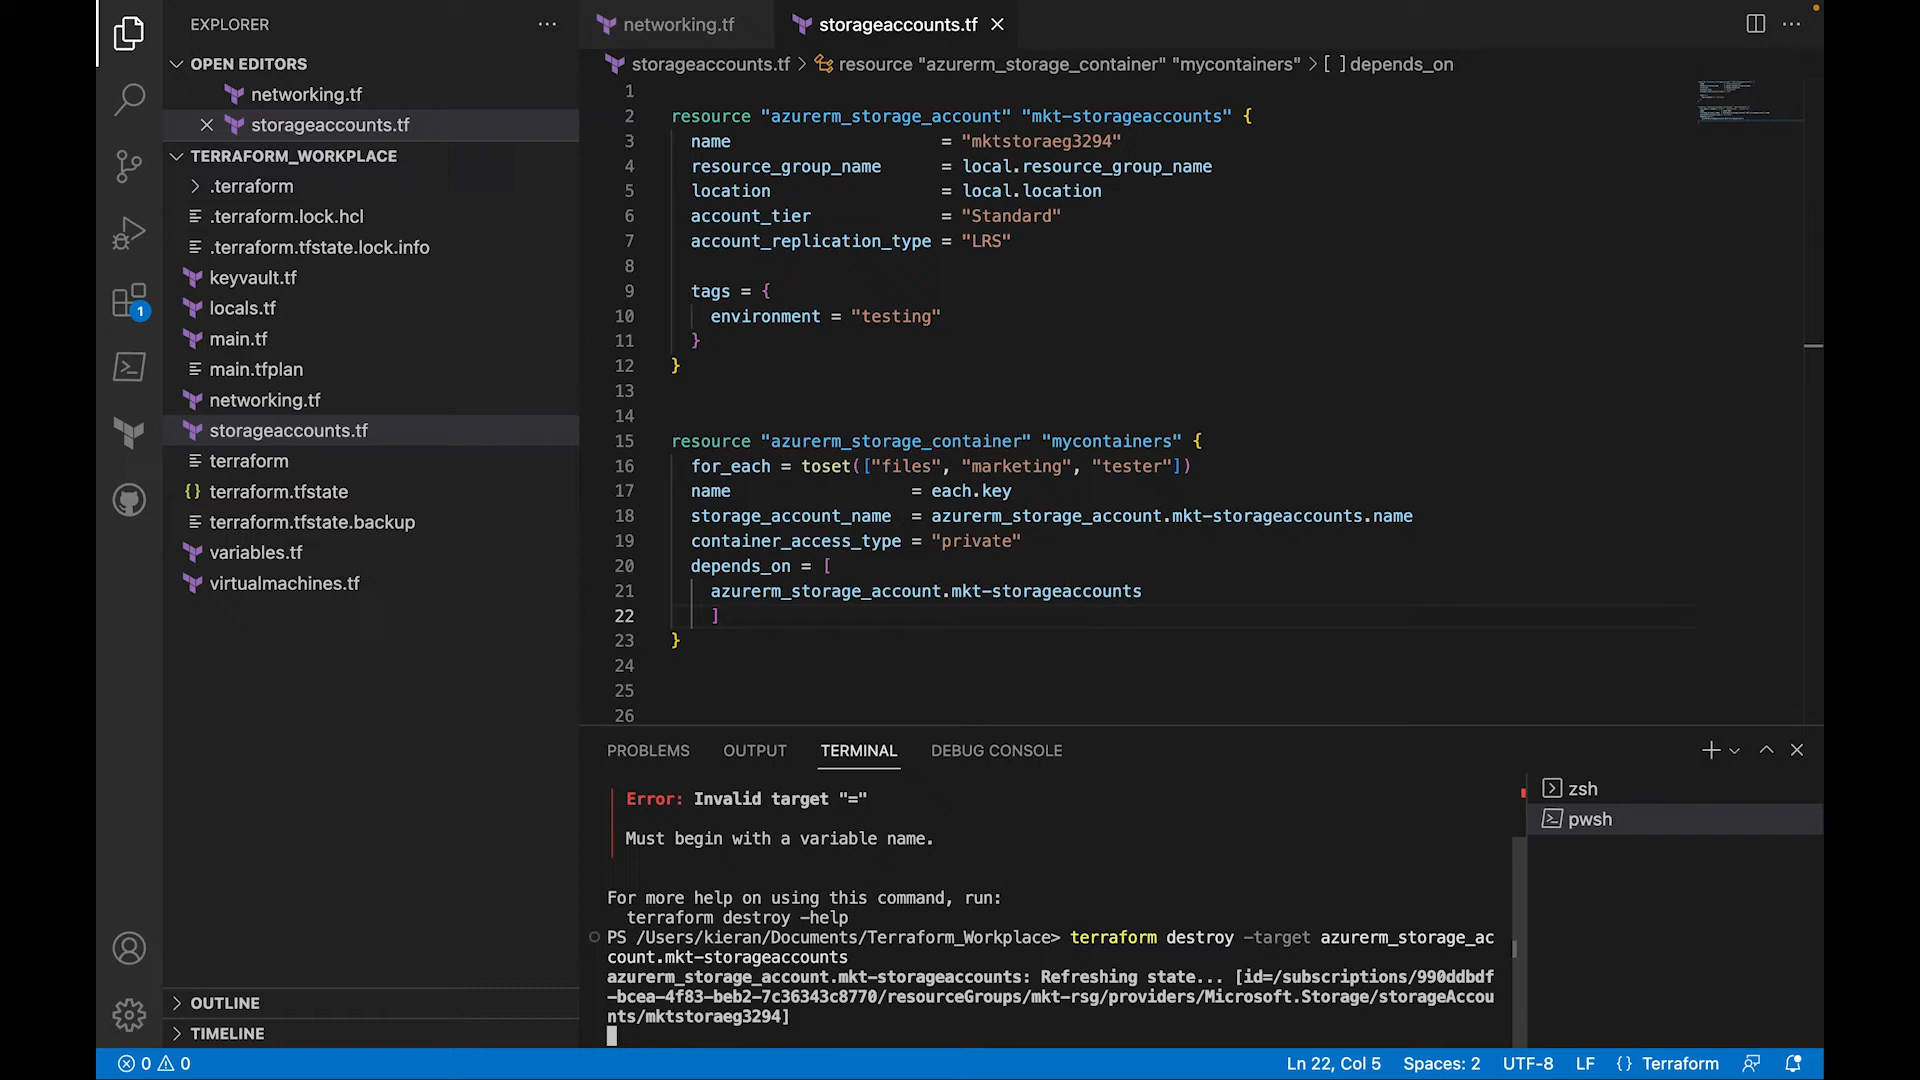 EXPLORER
OPEN EDITORS
networking.tf
storageaccounts.tf
TERRAFORM_WORKPLACE
.terraform
.terraform.lock.hcl
.terraform.tfstate.lock.info
keyvault.tf
locals.tf
main.tf
main.tfplan
networking.tf
storageaccounts.tf
terraform
terraform.tfstate
terraform.tfstate.backup
variables.tf
virtualmachines.tf
OUTLINE
TIMELINE
1
networking.tf
storageaccounts.tf
storageaccounts.tf > resource "azurerm_storage_container" "mycontainers" > [ ] depends_on
1
2 resource "azurerm_storage_account" "mkt-storageaccounts" {
3 name = "mktstoraeg3294"
4 resource_group_name = local.resource_group_name
5 location = local.location
6 account_tier = "Standard"
7 account_replication_type = "LRS"
8
9 tags = {
10 environment = "testing"
11 }
12 }
13
14
15 resource "azurerm_storage_container" "mycontainers" {
16 for_each = toset(["files", "marketing", "tester"])
17 name = each.key
18 storage_account_name = azurerm_storage_account.mkt-storageaccounts.name
19 container_access_type = "private"
20 depends_on = [
21 azurerm_storage_account.mkt-storageaccounts
22 ]
23 }
24
25
26
PROBLEMS OUTPUT TERMINAL DEBUG CONSOLE
Error: Invalid target "="
Must begin with a variable name.
For more help on using this command, run:
terraform destroy -help
PS /Users/kieran/Documents/Terraform_Workplace> terraform destroy -target azurerm_storage_ac
count.mkt-storageaccounts
azurerm_storage_account.mkt-storageaccounts: Refreshing state... [id=/subscriptions/990ddbdf
-bcea-4f83-beb2-7c36343c8770/resourceGroups/mkt-rsg/providers/Microsoft.Storage/storageAccou
nts/mktstoraeg3294]
zsh
pwsh
0 0
Ln 22, Col 5 Spaces: 2 UTF-8 LF {} Terraform